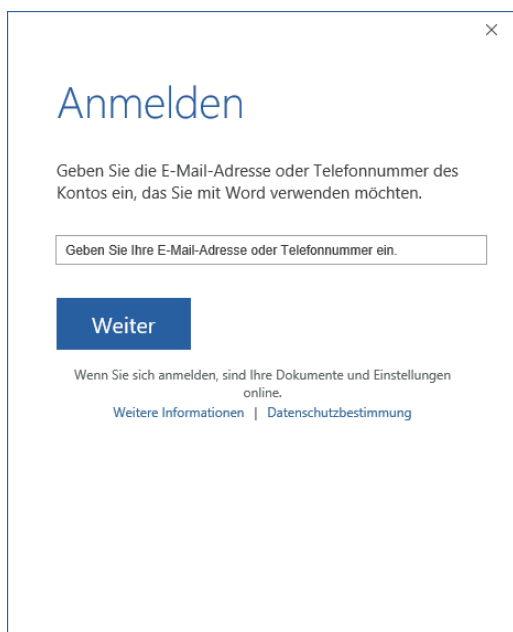 Anmelden
Geben Sie die E-Mail-Adresse oder Telefonnummer des
Kontos ein, das Sie mit Word verwenden möchten.
Geben Sie Ihre E-Mail-Adresse oder Telefonnummer ein.
Weiter
Wenn Sie sich anmelden, sind Ihre Dokumente und Einstellungen
online.
Weitere Informationen | Datenschutzbestimmung